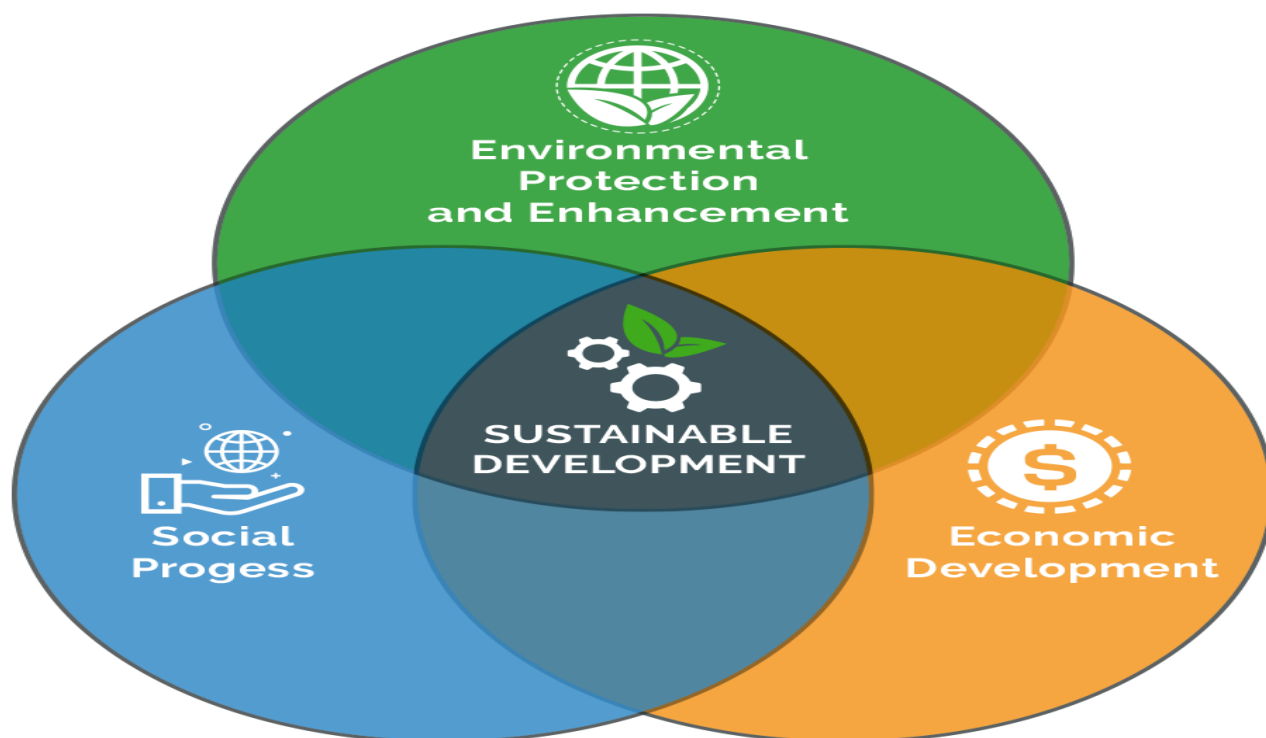 Environmental
Protection
and Enhancement
SUSTAINABLE
DEVELOPMENT
$
Social
Progess
Economic
Development